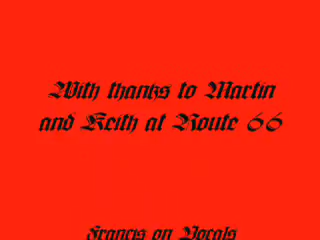 With thanks to Martin
and Keith at Route 66
Francis on Vocals